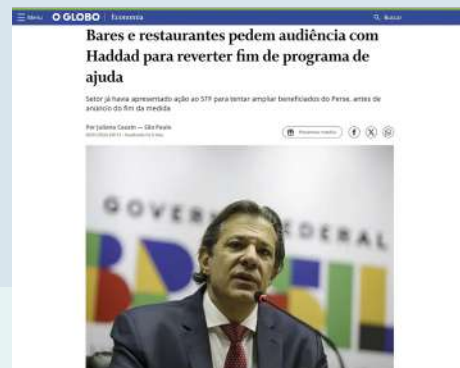 Menu O GLOBO Economia Buscar
Bares e restaurantes pedem audiência com
Haddad para reverter fim de programa de
ajuda
Setor já havia apresentado ação ao STF para tentar ampliar beneficiados do Perse, antes de
anúncio do fim da medida
Por Juliana Causin — São Paulo
GOVERNO FEDERAL
BRASIL